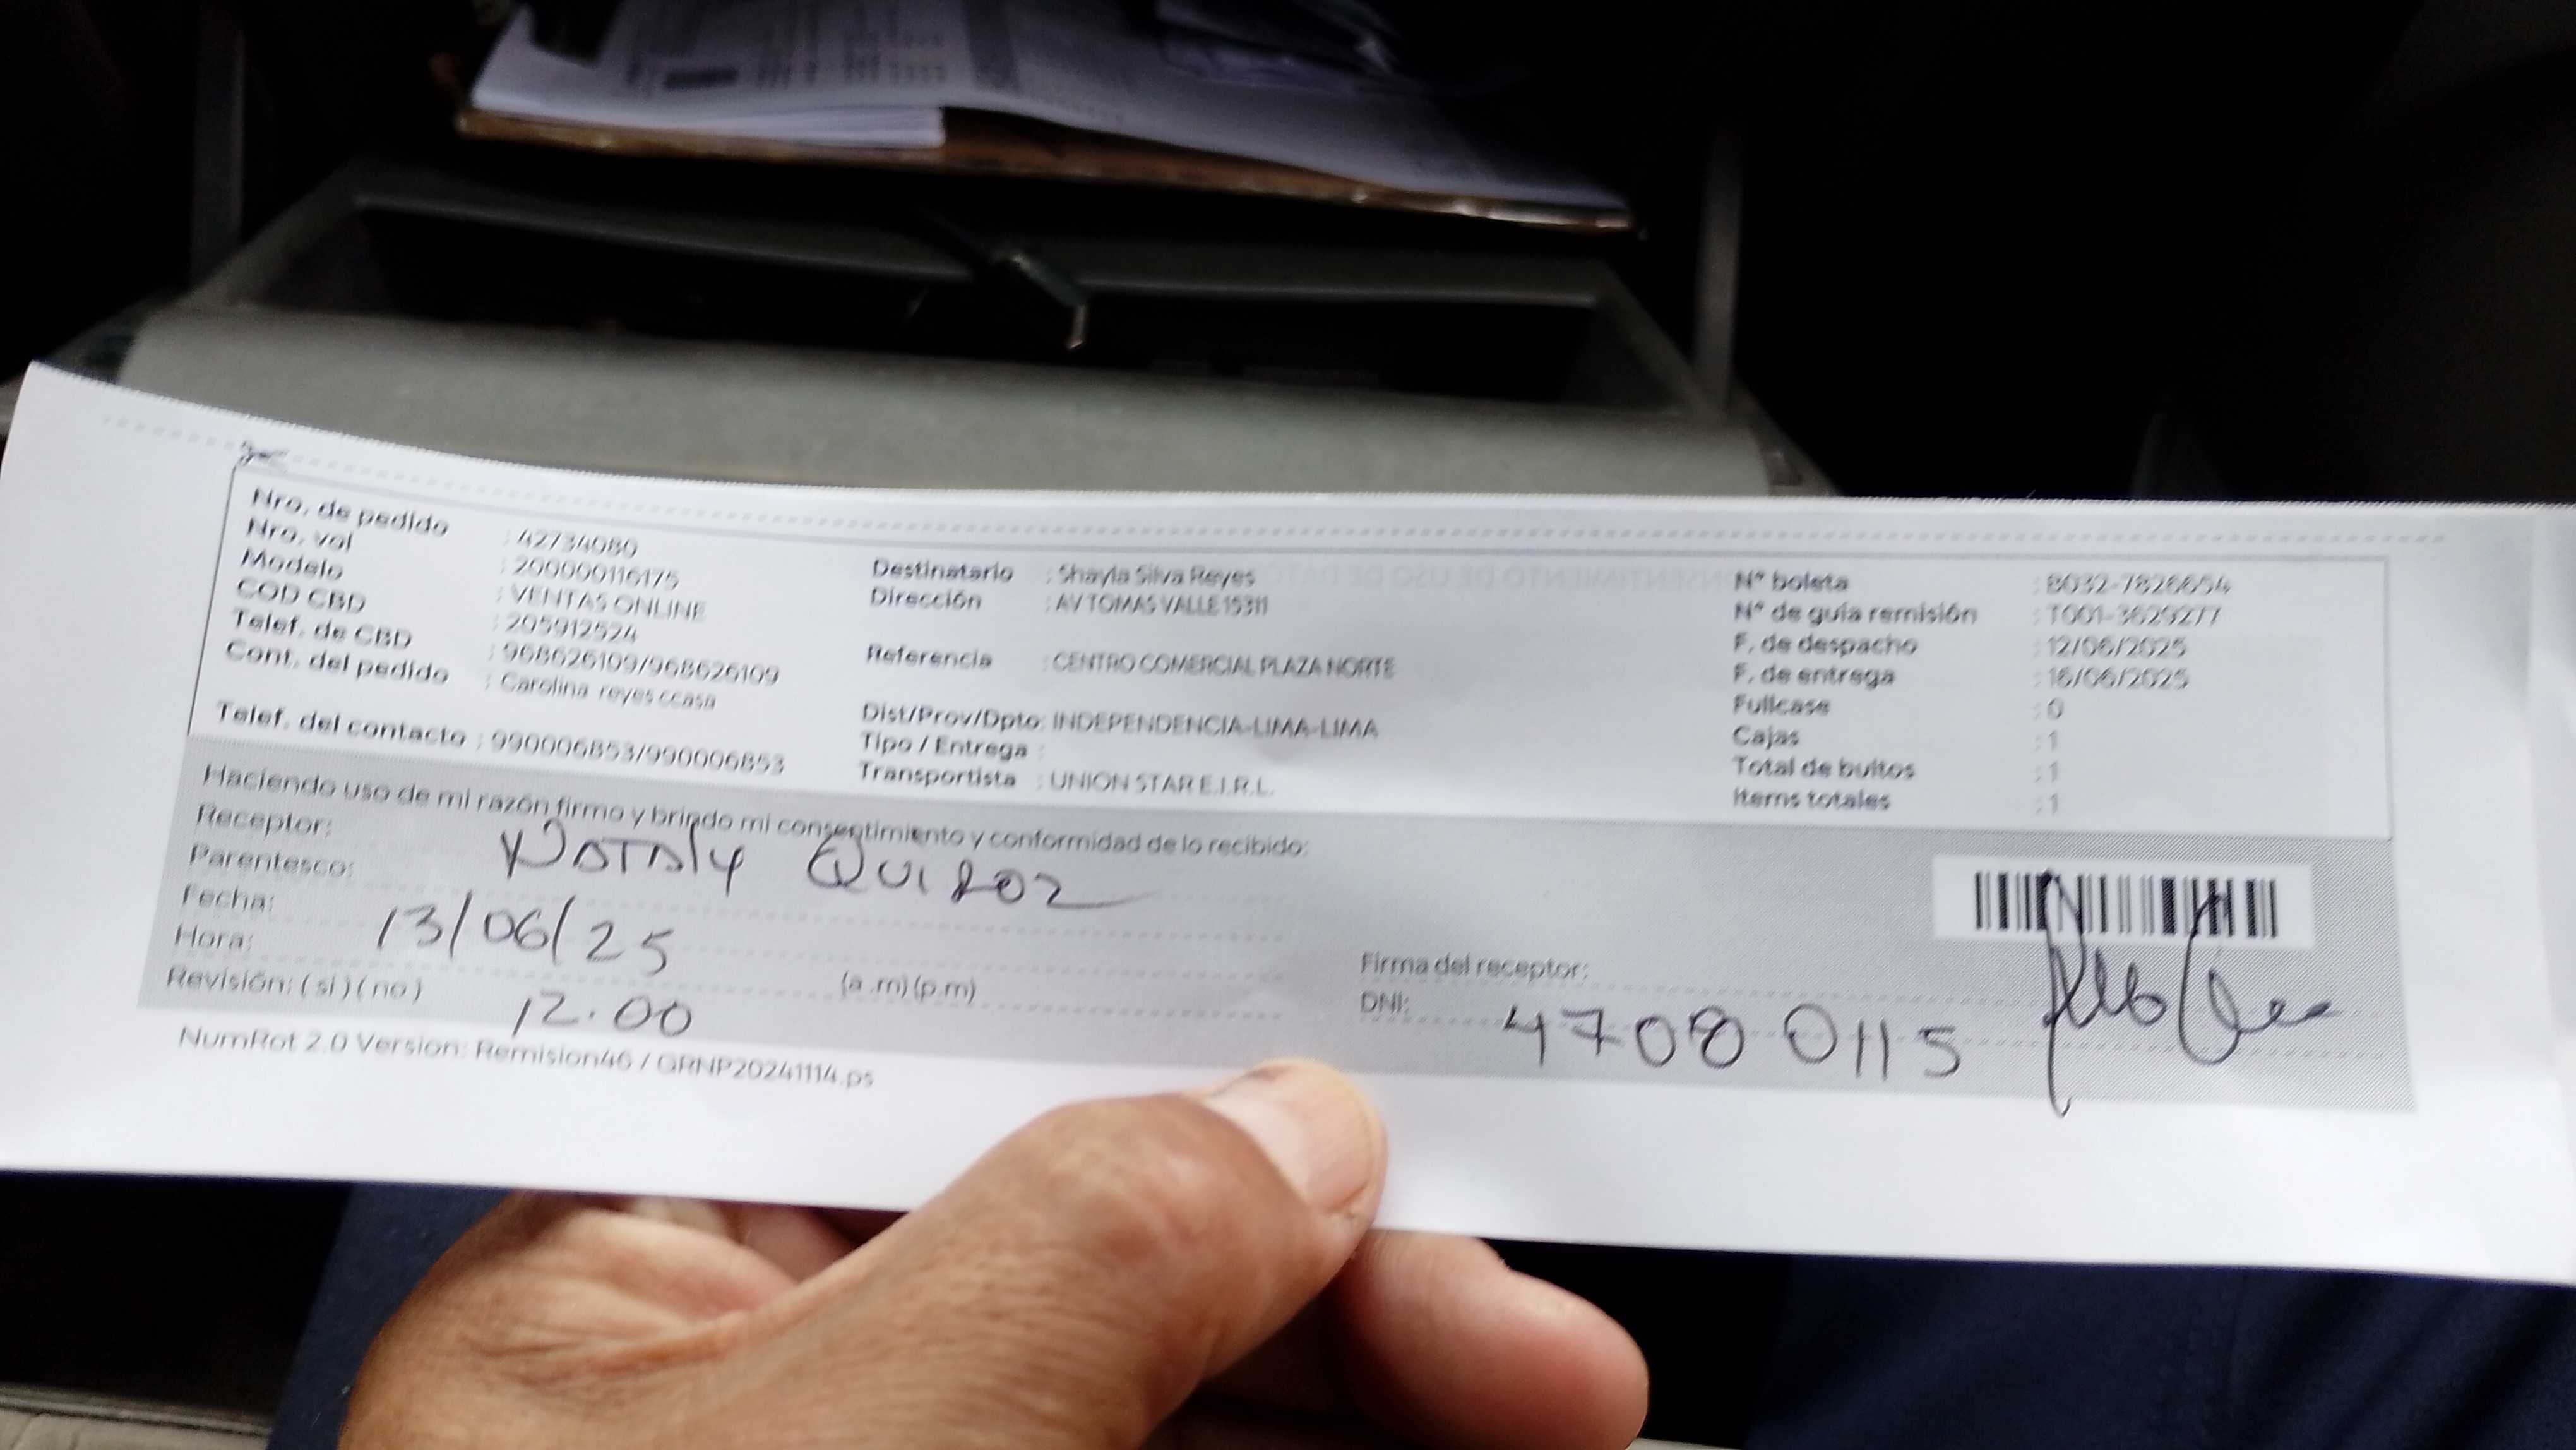 Nro. de pedido : 42734080
Nro. vol : 200000116175
Modelo : VENTAS ONLINE
COD CBD : 205912524
Telef. de CBD : 968626109/968626109
Cont. del pedido : Carolina reyes ccasa
Telef. del contacto : 990006853/990006853
Destinatario : Shayla Silva Reyes
Dirección : AV TOMAS VALLE 15311
Referencia : CENTRO COMERCIAL PLAZA NORTE
Dist/Prov/Dpto: INDEPENDENCIA-LIMA-LIMA
Tipo / Entrega :
Transportista : UNION STAR E.I.R.L.
N° boleta : B032-7826654
N° de guía remisión : T001-3629277
F. de despacho : 12/06/2025
F. de entrega : 16/06/2025
Fullcase : 0
Cajas : 1
Total de bultos : 1
Items totales : 1
Haciendo uso de mi razón firmo y brindo mi consentimiento y conformidad de lo recibido:
Receptor: Nataly Quiroz
Parentesco:
Fecha: 13/06/25
Hora: 12.00 (a.m) (p.m)
Revisión: ( si ) ( no )
Firma del receptor:
DNI: 47080115
NumRot 2.0 Version: Remision46 / GRNP20241114.ps